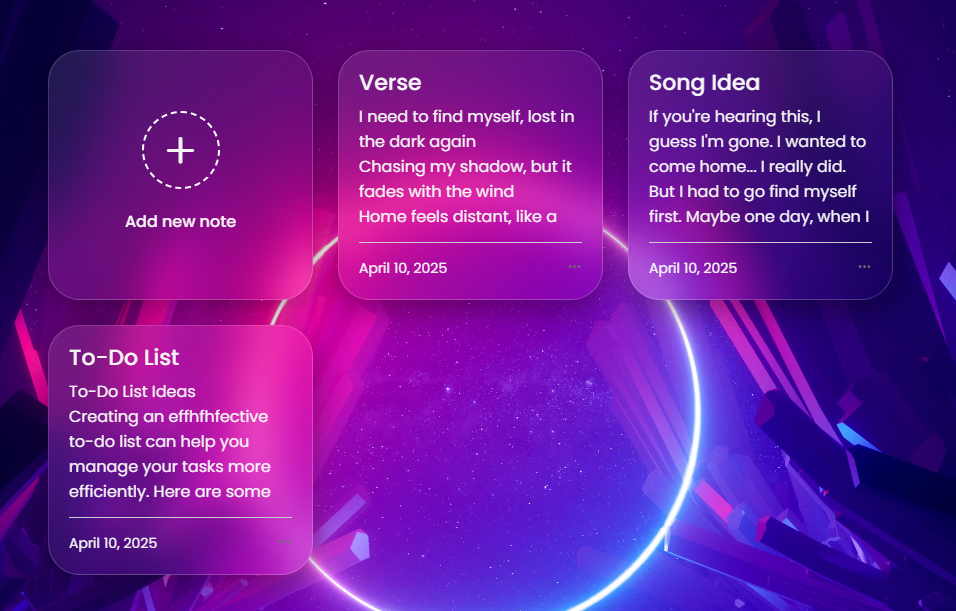 Add new note
Verse
I need to find myself, lost in
the dark again
Chasing my shadow, but it
fades with the wind
Home feels distant, like a
April 10, 2025
Song Idea
If you're hearing this, I
guess I'm gone. I wanted to
come home... I really did.
But I had to go find myself
first. Maybe one day, when I
April 10, 2025
To-Do List
To-Do List Ideas
Creating an effhfhfective
to-do list can help you
manage your tasks more
efficiently. Here are some
April 10, 2025